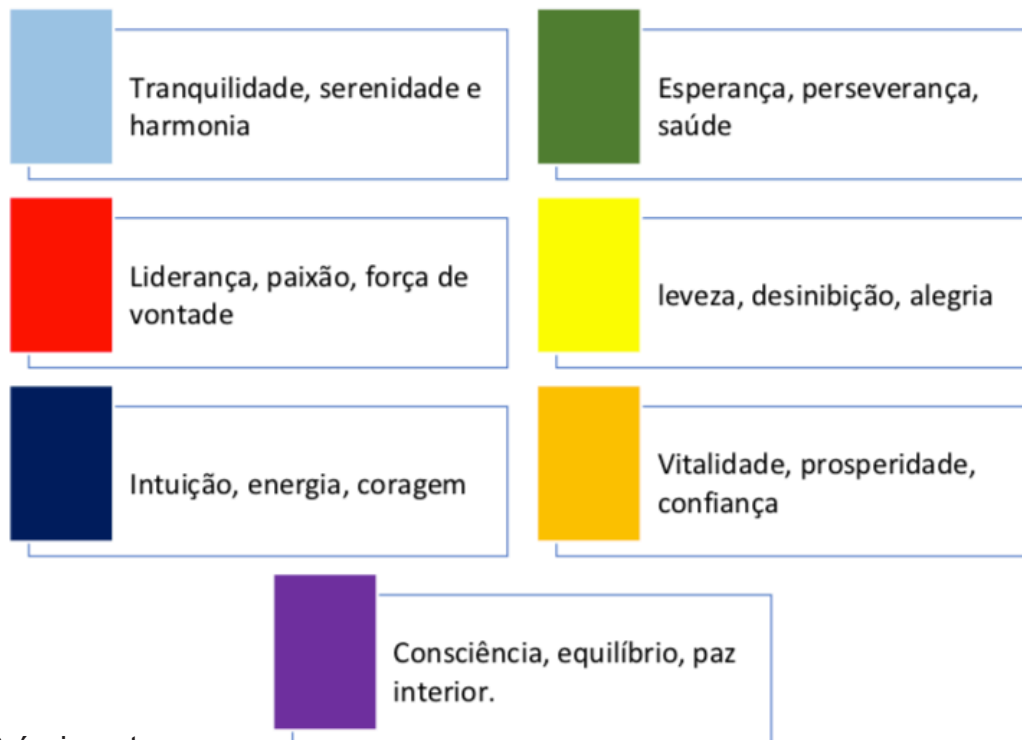 Tranquilidade, serenidade e
harmonia
Esperança, perseverança,
saúde
Liderança, paixão, força de
vontade
leveza, desinibição, alegria
Intuição, energia, coragem
Vitalidade, prosperidade,
confiança
Consciência, equilíbrio, paz
interior.